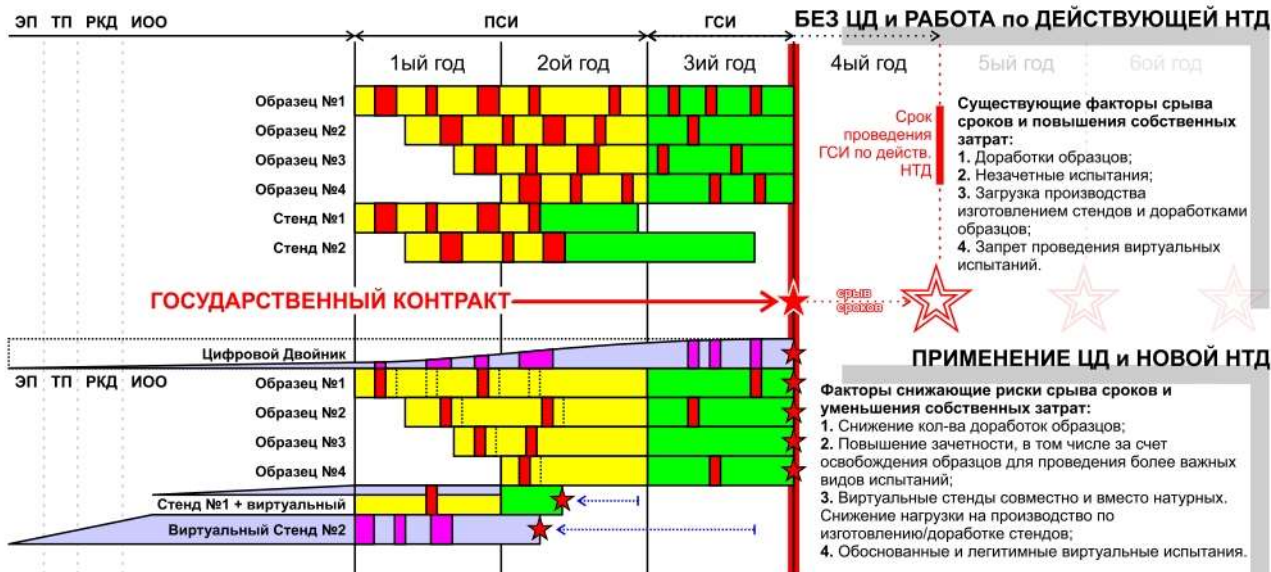 ЭП ТП РКД ИОО ПСИ ГСИ БЕЗ ЦД и РАБОТА по ДЕЙСТВУЮЩЕЙ НТД
1ый год 2ой год 3ий год 4ый год 5ый год 6ой год
Образец №1
Образец №2
Образец №3
Образец №4
Стенд №1
Стенд №2
Срок
проведения
ГСИ по действ.
НТД
Существующие факторы срыва
сроков и повышения собственных
затрат:
1. Доработки образцов;
2. Незачетные испытания;
3. Загрузка производства
изготовлением стендов и доработками
образцов;
4. Запрет проведения виртуальных
испытаний.
ГОСУДАРСТВЕННЫЙ КОНТРАКТ
срыв
сроков
Цифровой Двойник
ПРИМЕНЕНИЕ ЦД и НОВОЙ НТД
ЭП ТП РКД ИОО
Образец №1
Образец №2
Образец №3
Образец №4
Стенд №1 + виртуальный
Виртуальный Стенд №2
Факторы снижающие риски срыва сроков и
уменьшения собственных затрат:
1. Снижение кол-ва доработок образцов;
2. Повышение зачетности, в том числе за счет
освобождения образцов для проведения более важных
видов испытаний;
3. Виртуальные стенды совместно и вместо натурных.
Снижение нагрузки на производство по
изготовлению/доработке стендов;
4. Обоснованные и легитимные виртуальные испытания.